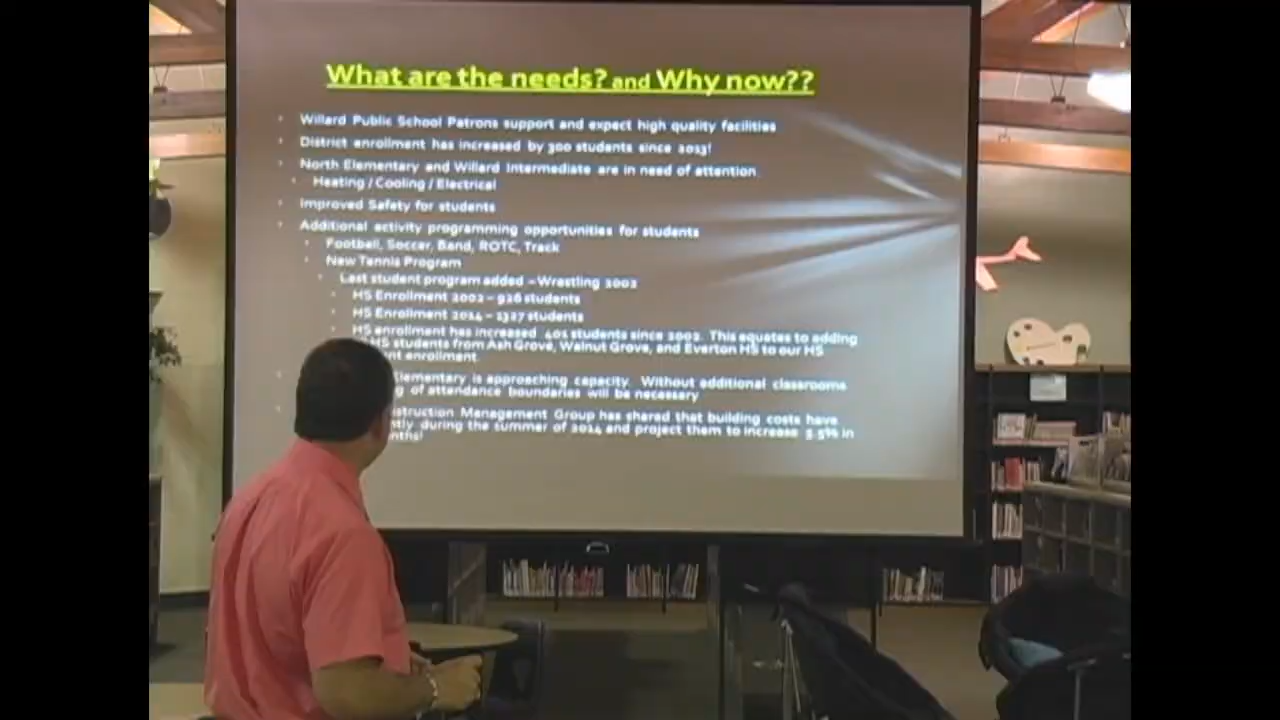 What are the needs? and Why now??
Willard Public School Patrons support and expect high quality facilities
District enrollment has increased by 300 students since 2013!
North Elementary and Willard Intermediate are in need of attention.
Heating / Cooling / Electrical
Improved Safety for students
Additional activity programming opportunities for students
Football, Soccer, Band, ROTC, Track
New Tennis Program
Last student program added – Wrestling 2002
HS Enrollment 2002 – 926 students
HS Enrollment 2014 – 1327 students
HS enrollment has increased 401 students since 2002. This equates to adding
HS students from Ash Grove, Walnut Grove, and Everton HS to our HS
enrollment.
Elementary is approaching capacity. Without additional classrooms
of attendance boundaries will be necessary
Management Group has shared that building costs have
during the summer of 2014 and project them to increase 3.5% in